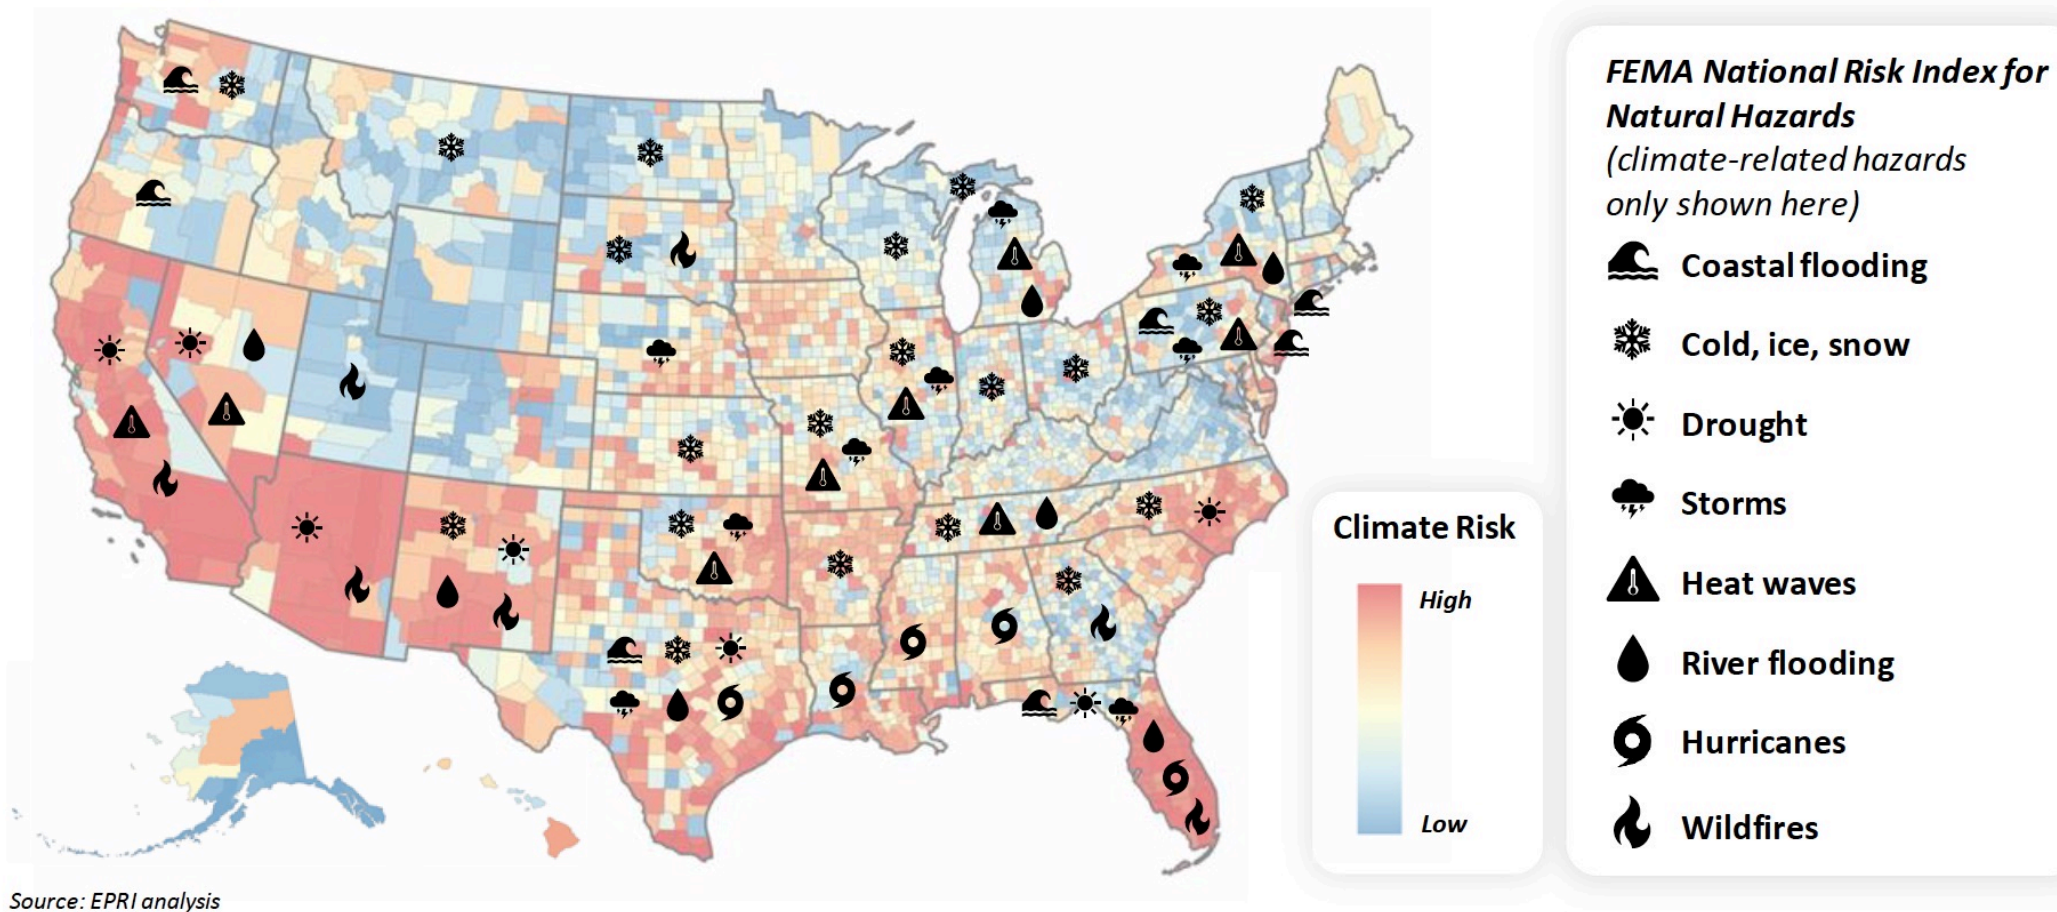 FEMA National Risk Index for
Natural Hazards
(climate-related hazards
only shown here)
Coastal flooding
Cold, ice, snow
Drought
Storms
Heat waves
River flooding
Hurricanes
Wildfires
Climate Risk
High
Low
Source: EPRI analysis